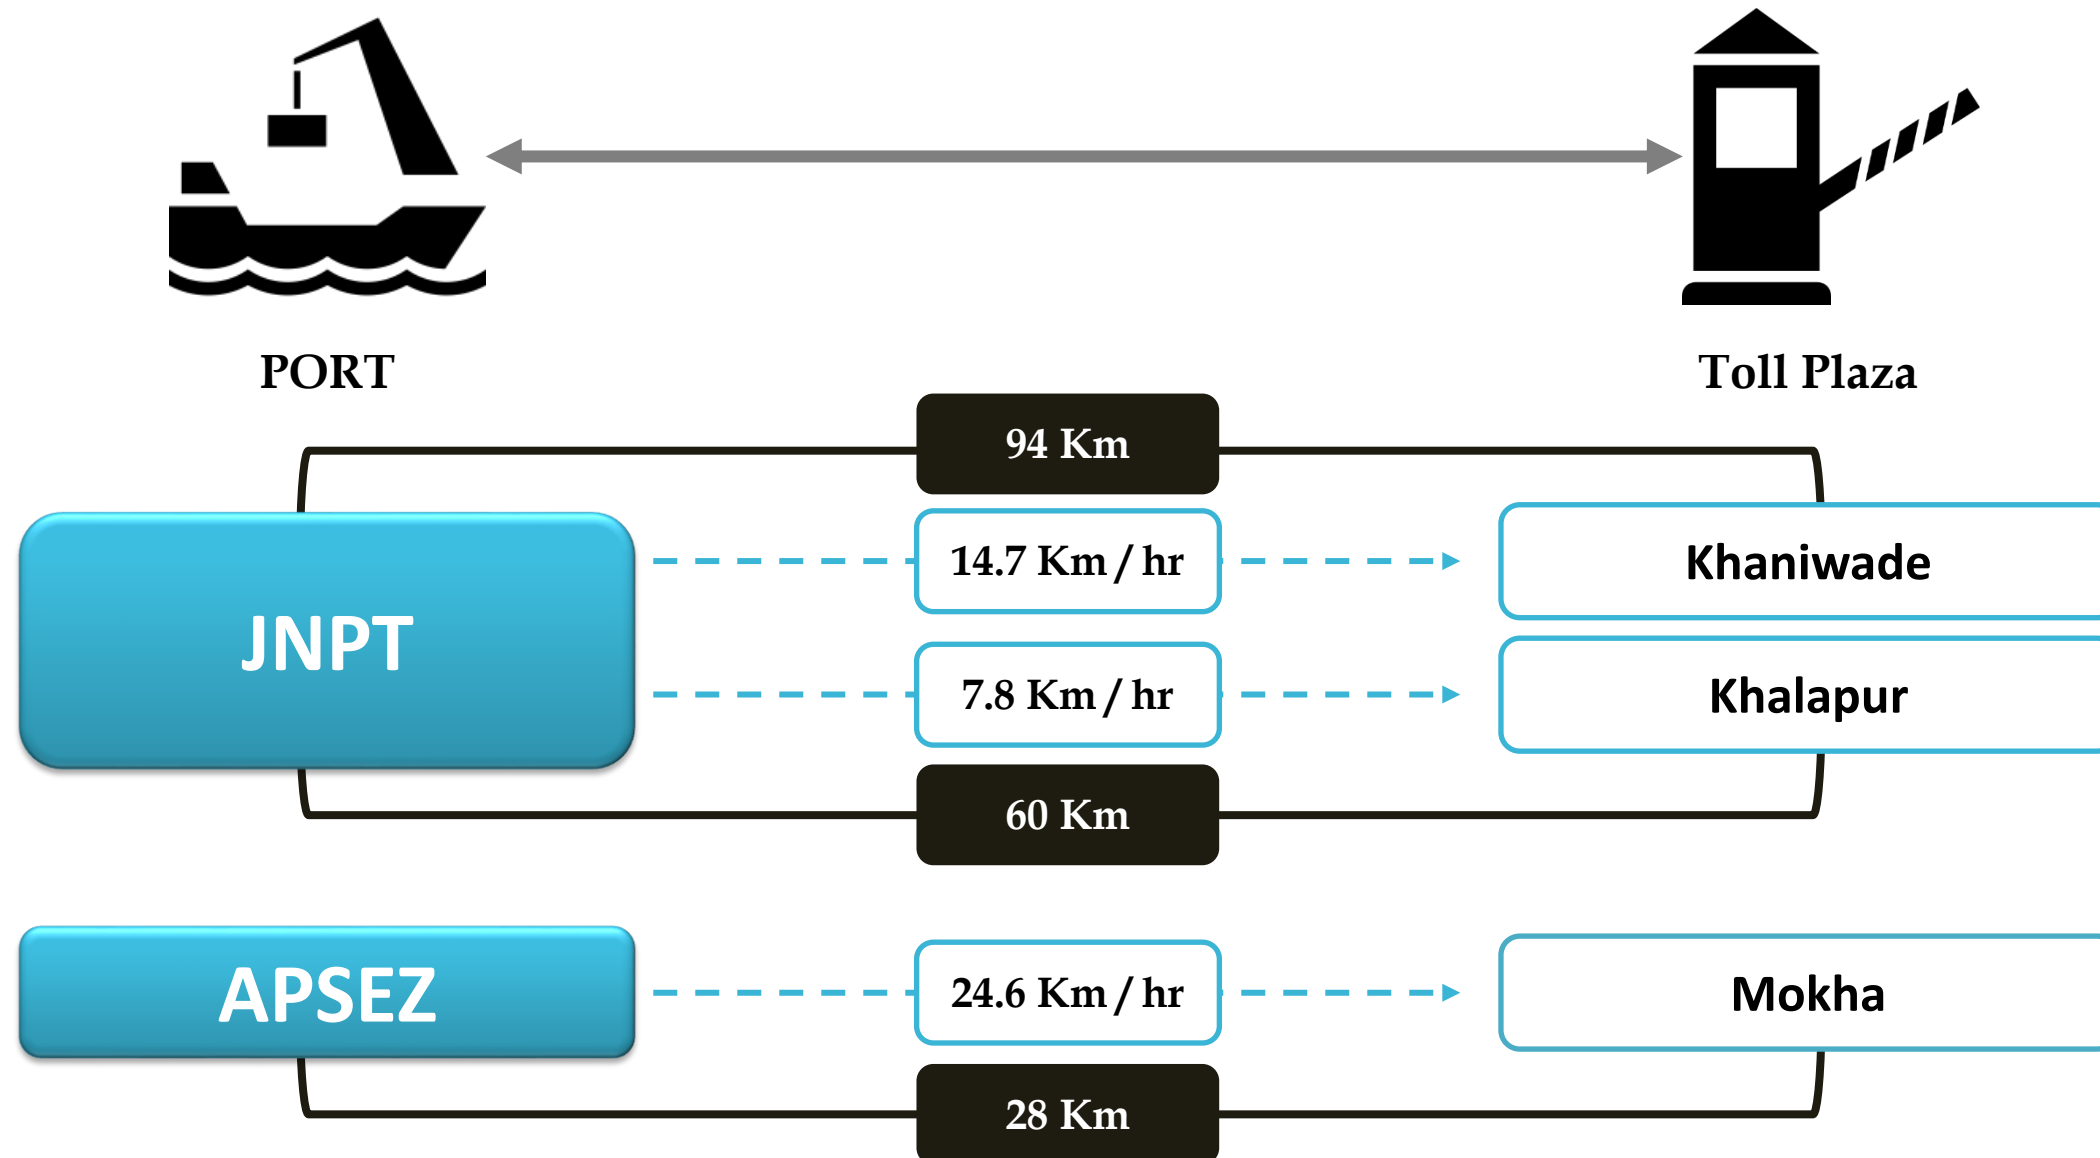 PORT
Toll Plaza
94 Km
14.7 Km/hr
Khaniwade
JNPT
7.8 Km/hr
Khalapur
60 Km
APSEZ
24.6 Km/hr
Mokha
28 Km